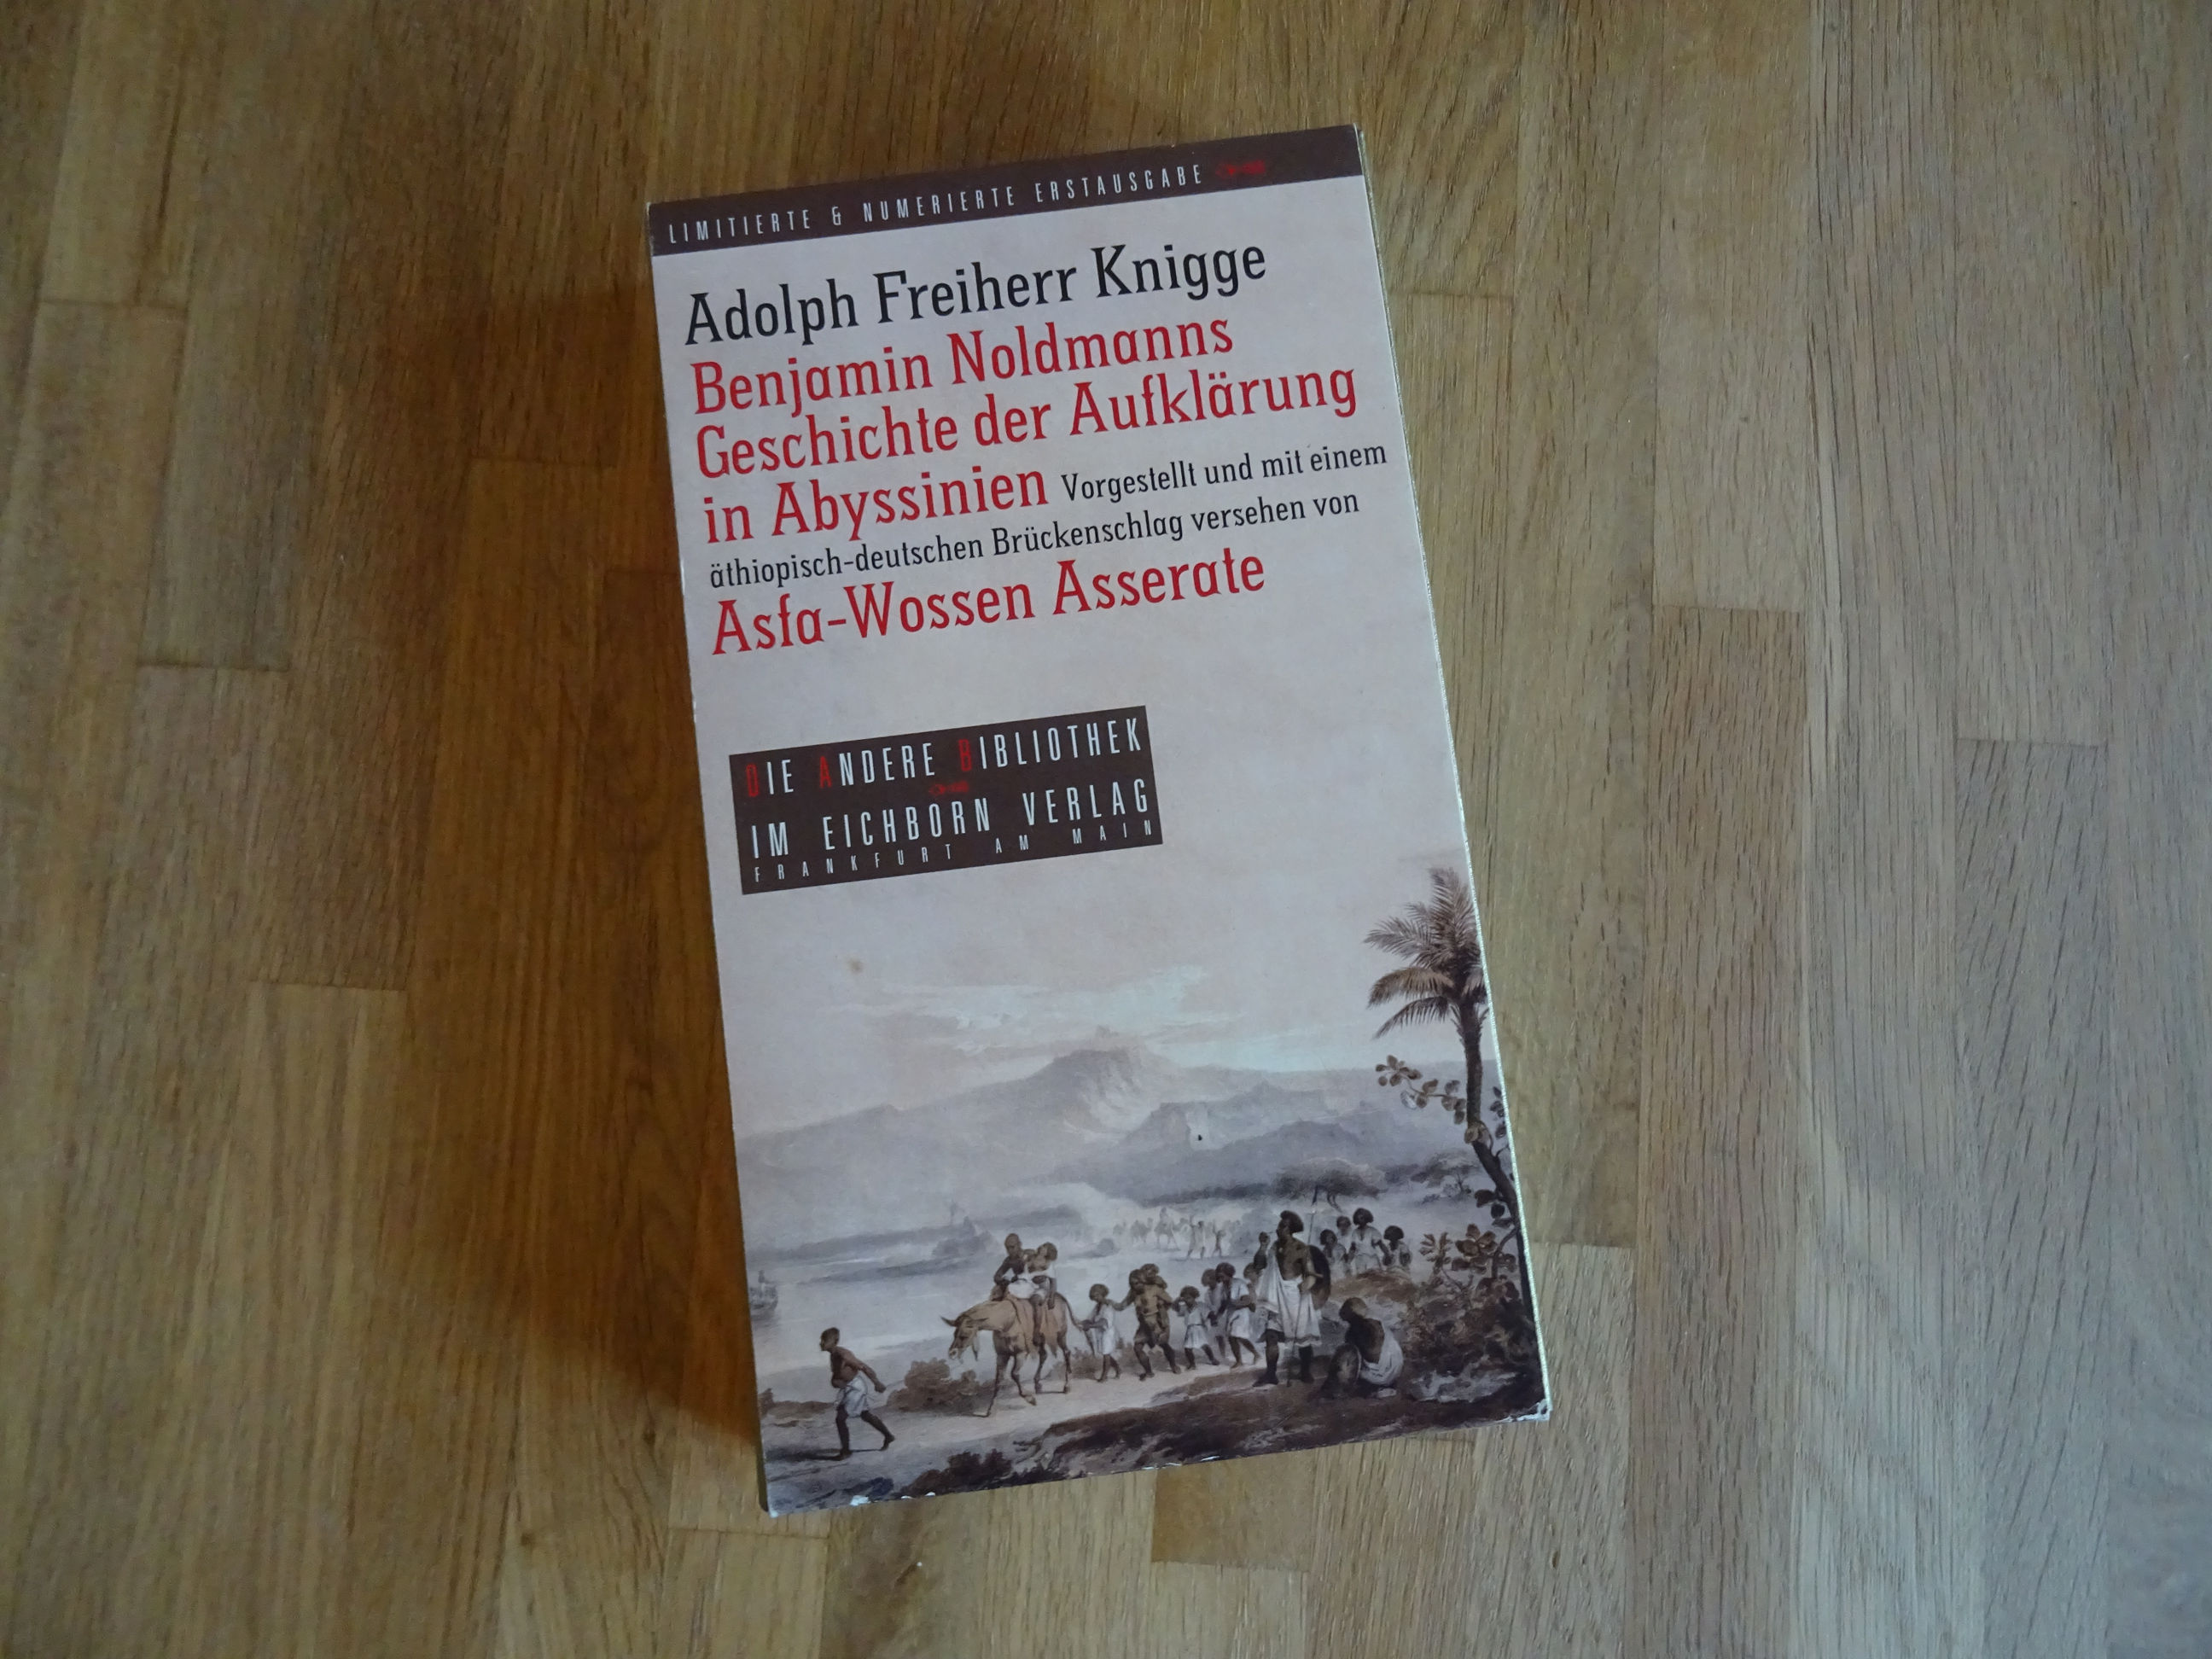 LIMITIERTE & NUMERIERTE ERSTAUSGABE
Adolph Freiherr Knigge
Benjamin Noldmanns
Geschichte der Aufklärung
in Abyssinien Vorgestellt und mit einem
äthiopisch-deutschen Brückenschlag versehen von
Asfa-Wossen Asserate
DIE ANDERE BIBLIOTHEK
IM EICHBORN VERLAG
FRANKFURT AM MAIN